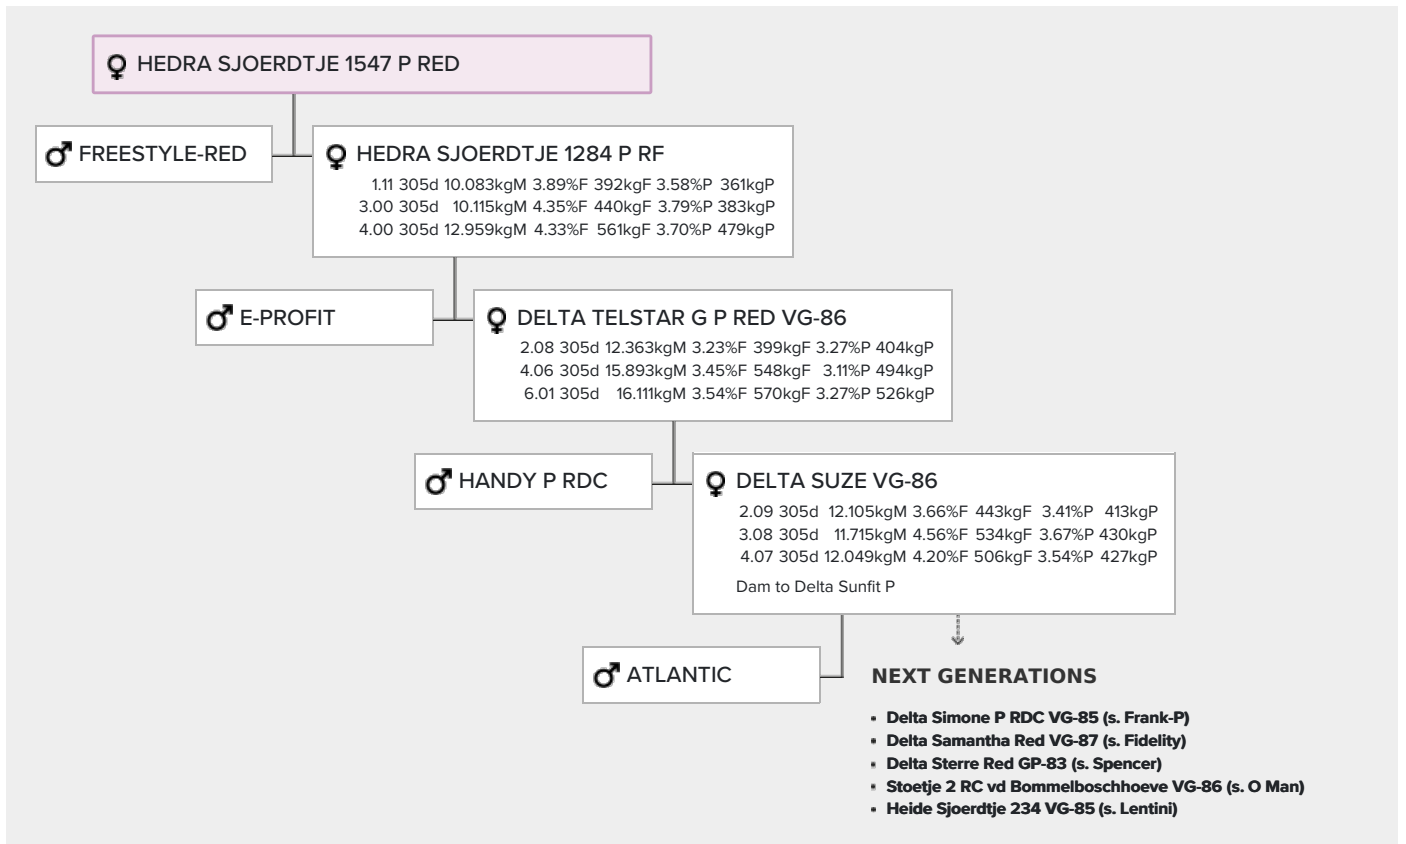 HEDRA SJOERDTJE 1547 P RED
FREESTYLE-RED
HEDRA SJOERDTJE 1284 P RF
1.11 305d 10.083kgM 3.89%F 392kgF 3.58%P 361kgP
3.00 305d 10.115kgM 4.35%F 440kgF 3.79%P 383kgP
4.00 305d 12.959kgM 4.33%F 561kgF 3.70%P 479kgP
E-PROFIT
DELTA TELSTAR G P RED VG-86
2.08 305d 12.363kgM 3.23%F 399kgF 3.27%P 404kgP
4.06 305d 15.893kgM 3.45%F 548kgF 3.11%P 494kgP
6.01 305d 16.111kgM 3.54%F 570kgF 3.27%P 526kgP
HANDY P RDC
DELTA SUZE VG-86
2.09 305d 12.105kgM 3.66%F 443kgF 3.41%P 413kgP
3.08 305d 11.715kgM 4.56%F 534kgF 3.67%P 430kgP
4.07 305d 12.049kgM 4.20%F 506kgF 3.54%P 427kgP
Dam to Delta Sunfit P
ATLANTIC
NEXT GENERATIONS
Delta Simone P RDC VG-85 (s. Frank-P)
Delta Samantha Red VG-87 (s. Fidelity)
Delta Sterre Red GP-83 (s. Spencer)
Stoetje 2 RC vd Bommelboschhoeve VG-86 (s. O Man)
Heide Sjoerdtje 234 VG-85 (s. Lentini)